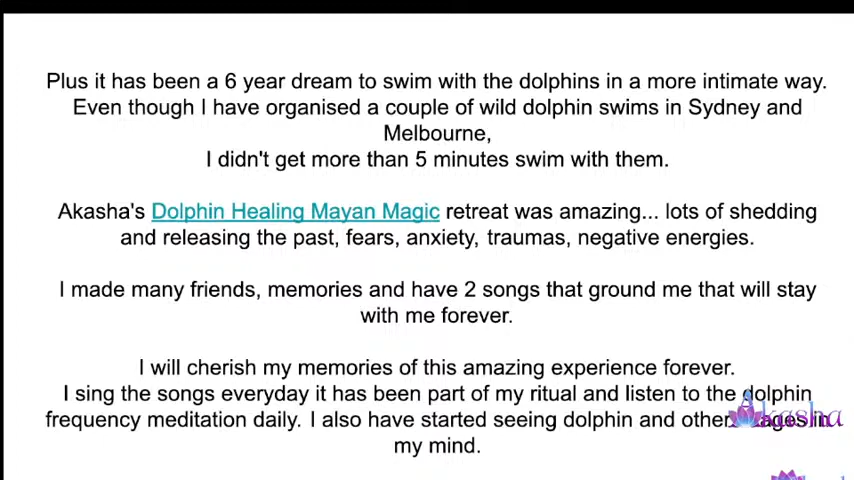 Plus it has been a 6 year dream to swim with the dolphins in a more intimate way.
Even though I have organised a couple of wild dolphin swims in Sydney and
Melbourne,
I didn't get more than 5 minutes swim with them.
Akasha's Dolphin Healing Mayan Magic retreat was amazing... lots of shedding
and releasing the past, fears, anxiety, traumas, negative energies.
I made many friends, memories and have 2 songs that ground me that will stay
with me forever.
I will cherish my memories of this amazing experience forever.
I sing the songs everyday it has been part of my ritual and listen to the dolphin
frequency meditation daily. I also have started seeing dolphin and other in
my mind.
Akasha